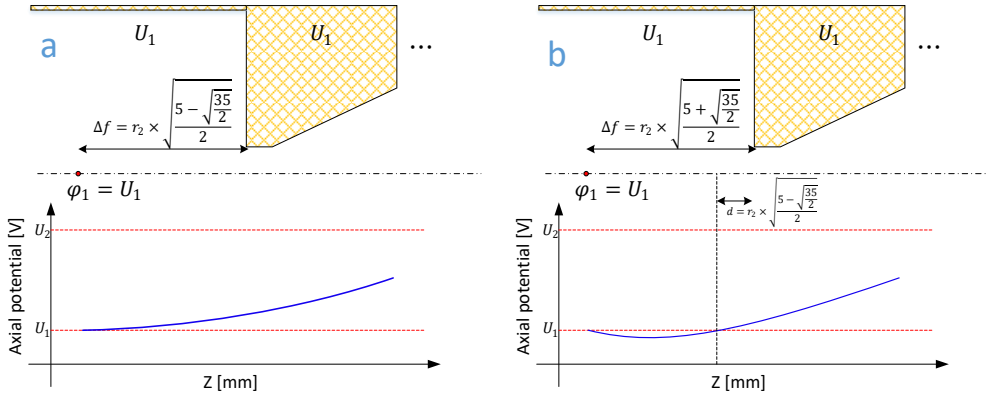 a
U₁
U₁
...
Δf = r₂ × √((5 − √(35/2))/2)
φ₁ = U₁
Axial potential [V]
U₂
U₁
Z [mm]
b
U₁
U₁
...
Δf = r₂ × √((5 + √(35/2))/2)
φ₁ = U₁
d = r₂ × √((5 − √(35/2))/2)
Axial potential [V]
U₂
U₁
Z [mm]